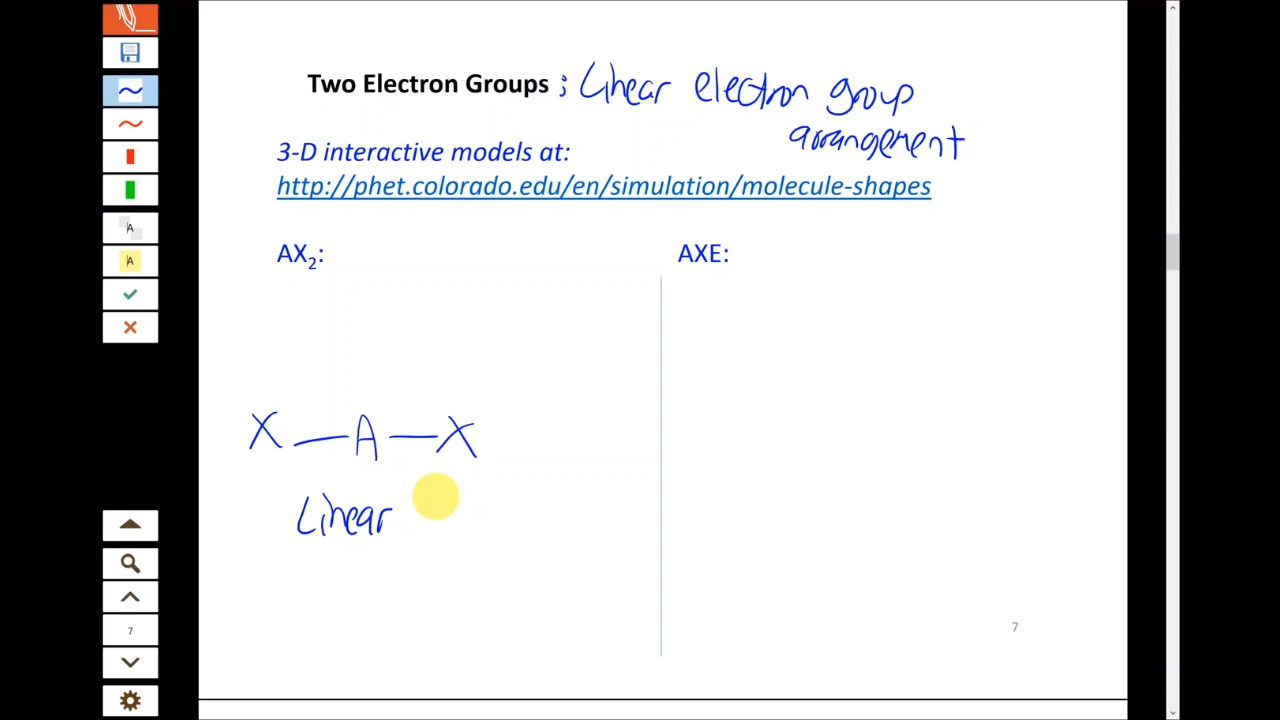 Two Electron Groups : Linear electron group
arrangement
3-D interactive models at:
http://phet.colorado.edu/en/simulation/molecule-shapes
AX₂:
AXE:
X — A — X
Linear
7
A
A
7